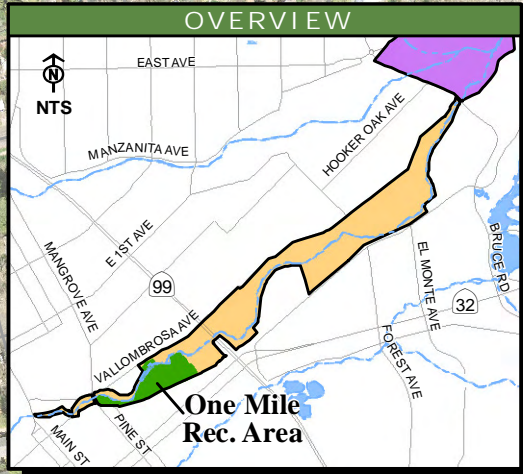 OVERVIEW
N
NTS
EAST AVE
HOOKER OAK AVE
MANZANITA AVE
E 1ST AVE
MANGROVE AVE
99
VALLOMBROSA AVE
BRUCE RD
EL MONTE AVE
32
FOREST AVE
One Mile
Rec. Area
MAIN ST
PINE ST